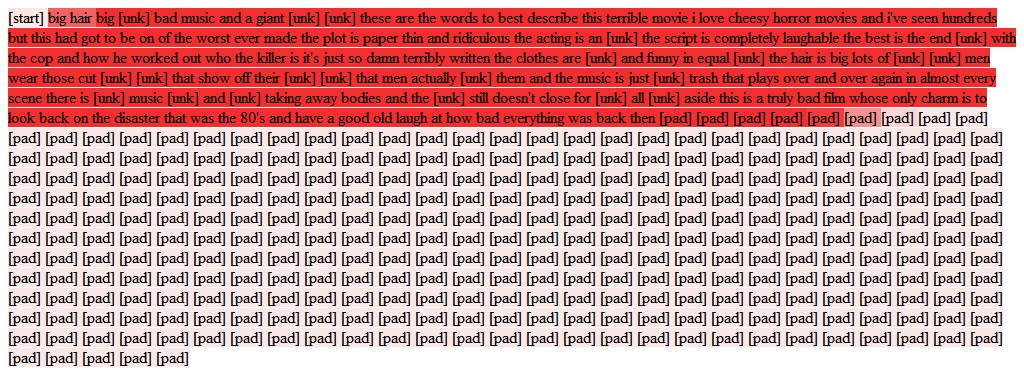 [start] big hair big [unk] bad music and a giant [unk] [unk] these are the words to best describe this terrible movie i love cheesy horror movies and i've seen hundreds
but this had got to be on of the worst ever made the plot is paper thin and ridiculous the acting is an [unk] the script is completely laughable the best is the end [unk] with
the cop and how he worked out who the killer is it's just so damn terribly written the clothes are [unk] and funny in equal [unk] the hair is big lots of [unk] [unk] men
wear those cut [unk] [unk] that show off their [unk] [unk] that men actually [unk] them and the music is just [unk] trash that plays over and over again in almost every
scene there is [unk] music [unk] and [unk] taking away bodies and the [unk] still doesn't close for [unk] all [unk] aside this is a truly bad film whose only charm is to
look back on the disaster that was the 80's and have a good old laugh at how bad everything was back then [pad] [pad] [pad] [pad] [pad] [pad] [pad] [pad] [pad]
[pad] [pad] [pad] [pad] [pad] [pad] [pad] [pad] [pad] [pad] [pad] [pad] [pad] [pad] [pad] [pad] [pad] [pad] [pad] [pad] [pad] [pad] [pad] [pad] [pad] [pad] [pad]
[pad] [pad] [pad] [pad] [pad] [pad] [pad] [pad] [pad] [pad] [pad] [pad] [pad] [pad] [pad] [pad] [pad] [pad] [pad] [pad] [pad] [pad] [pad] [pad] [pad] [pad] [pad]
[pad] [pad] [pad] [pad] [pad] [pad] [pad] [pad] [pad] [pad] [pad] [pad] [pad] [pad] [pad] [pad] [pad] [pad] [pad] [pad] [pad] [pad] [pad] [pad] [pad] [pad] [pad]
[pad] [pad] [pad] [pad] [pad] [pad] [pad] [pad] [pad] [pad] [pad] [pad] [pad] [pad] [pad] [pad] [pad] [pad] [pad] [pad] [pad] [pad] [pad] [pad] [pad] [pad] [pad]
[pad] [pad] [pad] [pad] [pad] [pad] [pad] [pad] [pad] [pad] [pad] [pad] [pad] [pad] [pad] [pad] [pad] [pad] [pad] [pad] [pad] [pad] [pad] [pad] [pad] [pad] [pad]
[pad] [pad] [pad] [pad] [pad] [pad] [pad] [pad] [pad] [pad] [pad] [pad] [pad] [pad] [pad] [pad] [pad] [pad] [pad] [pad] [pad] [pad] [pad] [pad] [pad] [pad] [pad]
[pad] [pad] [pad] [pad] [pad] [pad] [pad] [pad] [pad] [pad] [pad] [pad] [pad] [pad] [pad] [pad] [pad] [pad] [pad] [pad] [pad] [pad] [pad] [pad] [pad] [pad] [pad]
[pad] [pad] [pad] [pad] [pad] [pad] [pad] [pad] [pad] [pad] [pad] [pad] [pad] [pad] [pad] [pad] [pad] [pad] [pad] [pad] [pad] [pad] [pad] [pad] [pad] [pad] [pad]
[pad] [pad] [pad] [pad] [pad] [pad] [pad] [pad] [pad] [pad] [pad] [pad] [pad] [pad] [pad] [pad] [pad] [pad] [pad] [pad] [pad] [pad] [pad] [pad] [pad] [pad] [pad]
[pad] [pad] [pad] [pad] [pad] [pad] [pad] [pad] [pad] [pad] [pad] [pad] [pad] [pad] [pad] [pad] [pad] [pad] [pad] [pad] [pad] [pad] [pad] [pad] [pad] [pad] [pad]
[pad] [pad] [pad] [pad] [pad] [pad] [pad] [pad] [pad] [pad] [pad] [pad] [pad] [pad] [pad] [pad] [pad] [pad] [pad] [pad] [pad] [pad] [pad] [pad] [pad] [pad] [pad]
[pad] [pad] [pad] [pad] [pad]